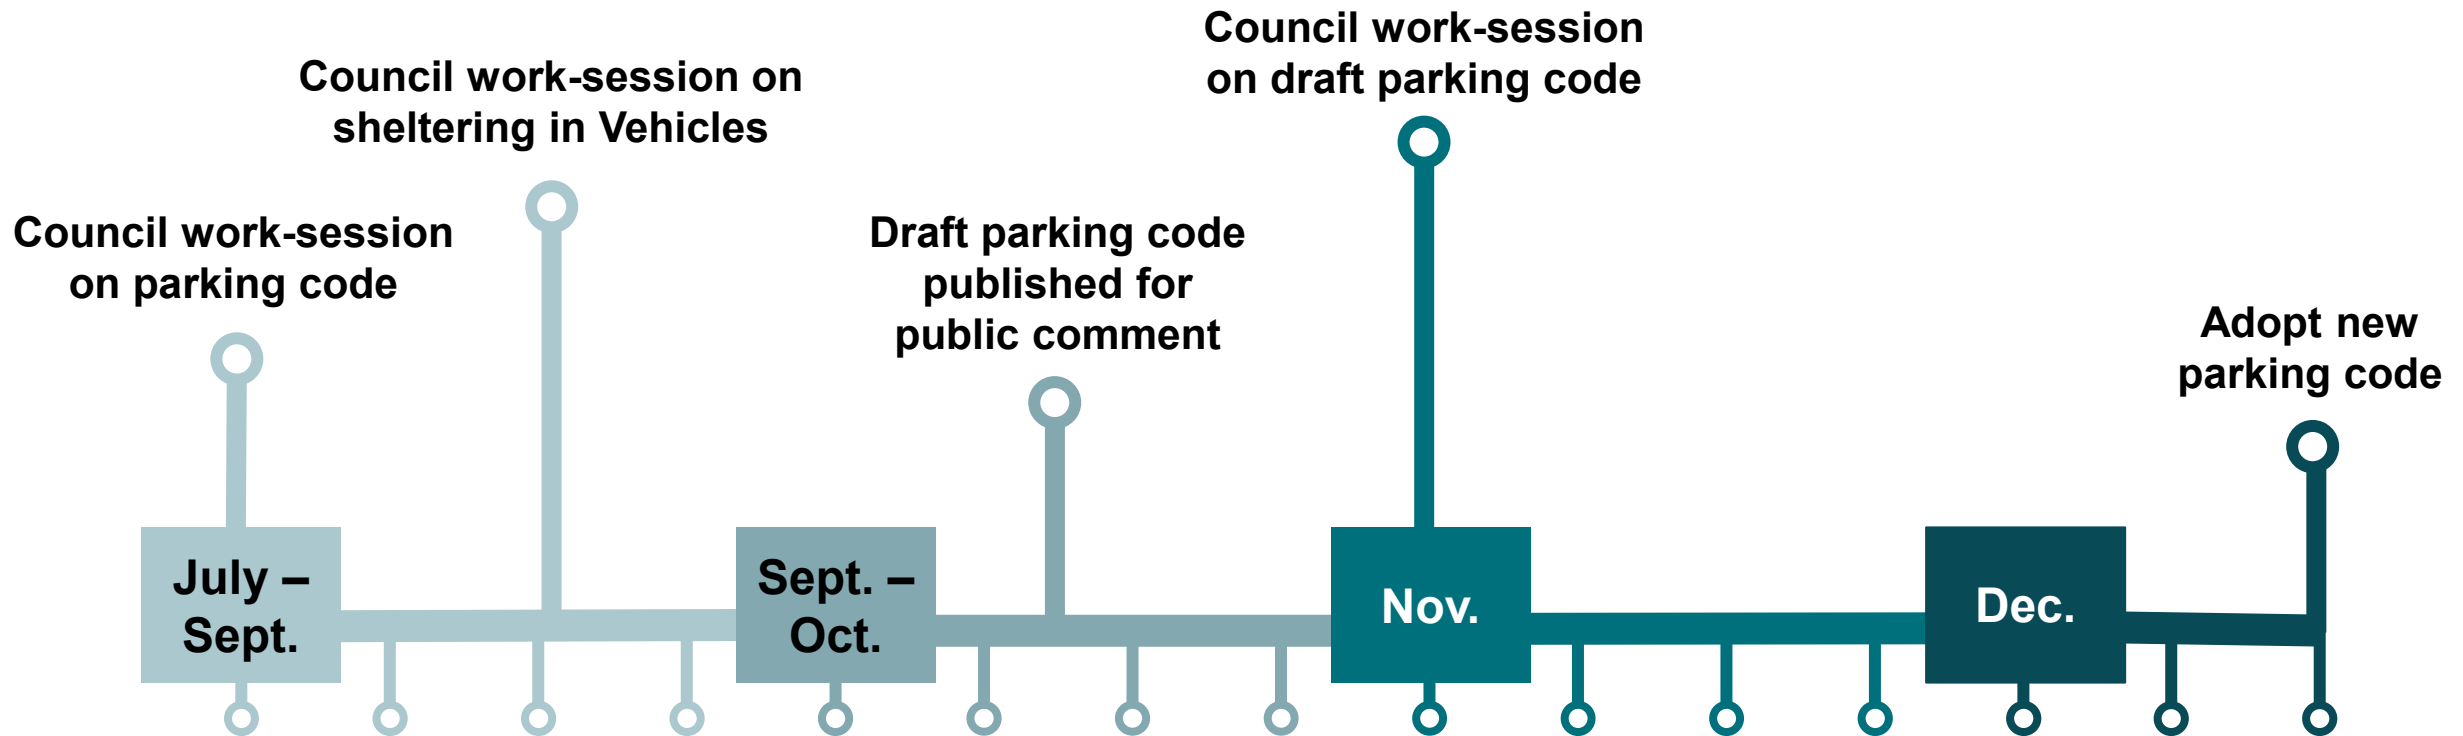 Council work-session
on parking code
Council work-session on
sheltering in Vehicles
Draft parking code
published for
public comment
Council work-session
on draft parking code
Adopt new
parking code
July –
Sept.
Sept. –
Oct.
Nov.
Dec.